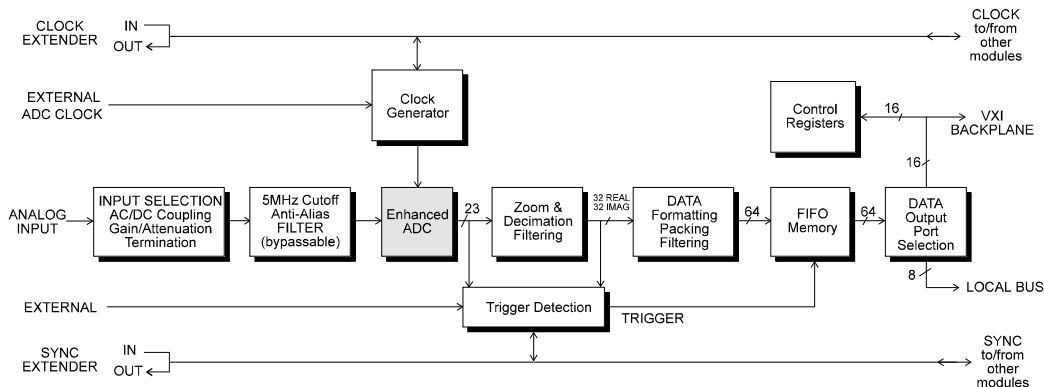 CLOCK
EXTENDER
IN
OUT
CLOCK
to/from
other
modules
EXTERNAL
ADC CLOCK
Clock
Generator
Control
Registers
16
VXI
BACKPLANE
16
ANALOG
INPUT
INPUT SELECTION
AC/DC Coupling
Gain/Attenuation
Termination
5MHz Cutoff
Anti-Alias
FILTER
(bypassable)
Enhanced
ADC
23
Zoom &
Decimation
Filtering
32 REAL
32 IMAG
DATA
Formatting
Packing
Filtering
64
FIFO
Memory
64
DATA
Output
Port
Selection
8
LOCAL BUS
EXTERNAL
Trigger Detection
TRIGGER
SYNC
EXTENDER
IN
OUT
SYNC
to/from
other
modules